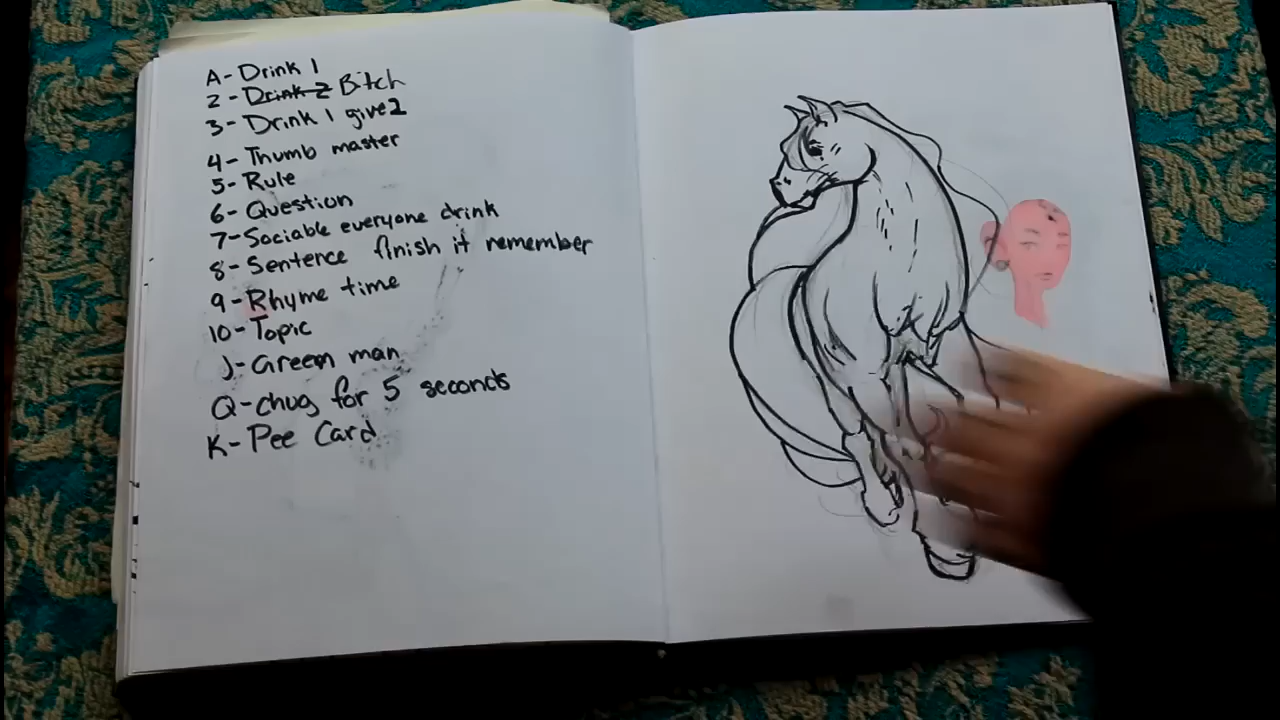 A- Drink 1
2- Drink 2 Bitch
3- Drink 1 give 2
4- Thumb master
5- Rule
6- Question
7- Sociable everyone drink
8- Sentence finish it remember
9- Rhyme time
10- Topic
J- Green man
Q- chug for 5 seconds
K- Pee Card